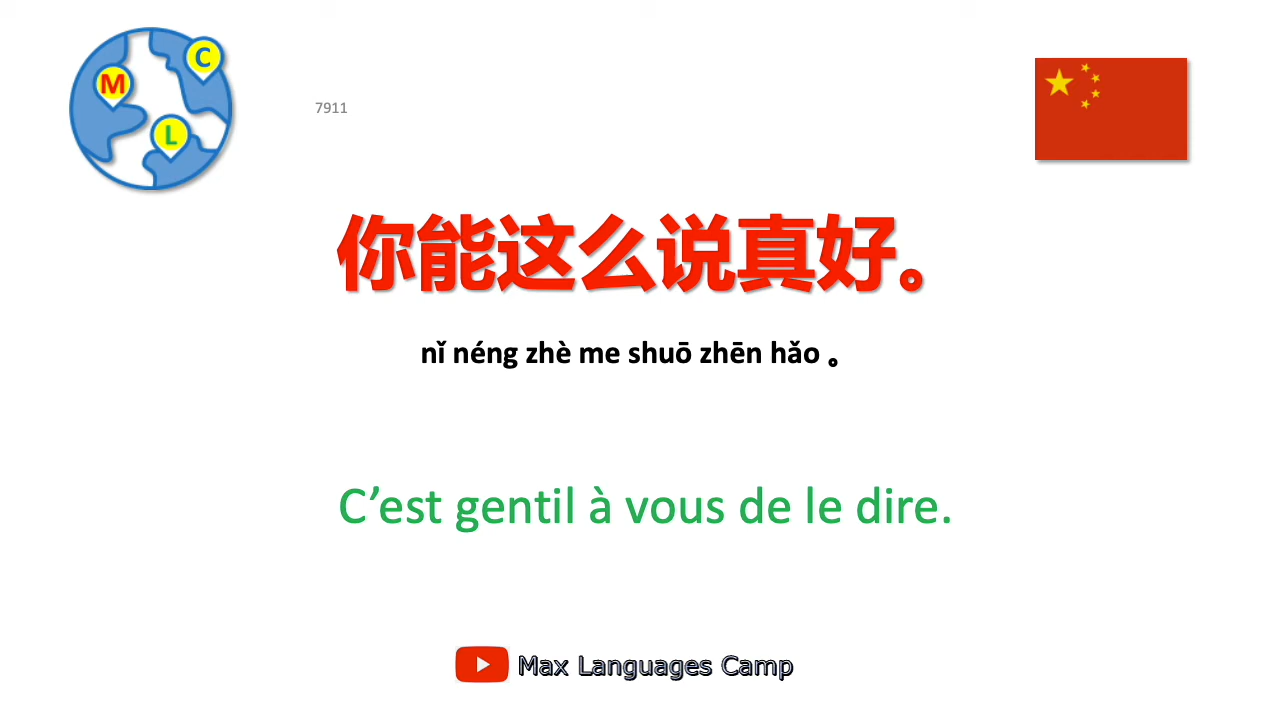 M
C
L
7911
你能这么说真好。
nǐ néng zhè me shuō zhēn hǎo 。
C’est gentil à vous de le dire.
Max Languages Camp